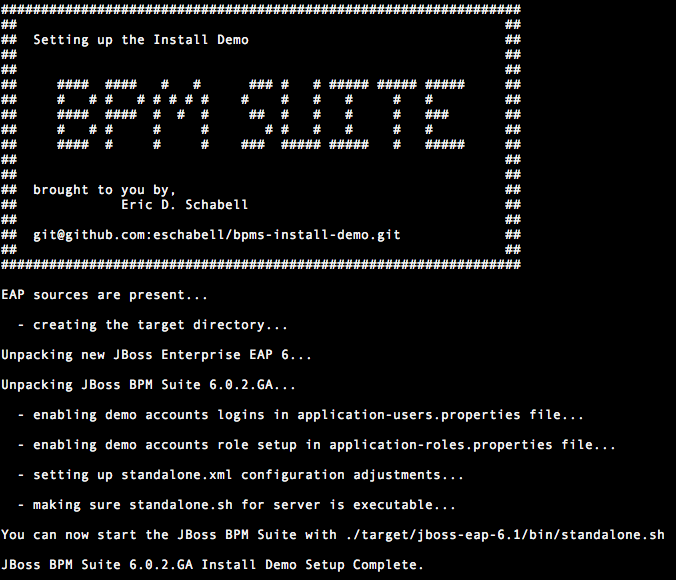 Setting up the Install Demo
BPM SUITE
brought to you by,
Eric D. Schabell
git@github.com:eschabell/bpms-install-demo.git
EAP sources are present...
- creating the target directory...
Unpacking new JBoss Enterprise EAP 6...
Unpacking JBoss BPM Suite 6.0.2.GA...
- enabling demo accounts logins in application-users.properties file...
- enabling demo accounts role setup in application-roles.properties file...
- setting up standalone.xml configuration adjustments...
- making sure standalone.sh for server is executable...
You can now start the JBoss BPM Suite with ./target/jboss-eap-6.1/bin/standalone.sh
JBoss BPM Suite 6.0.2.GA Install Demo Setup Complete.